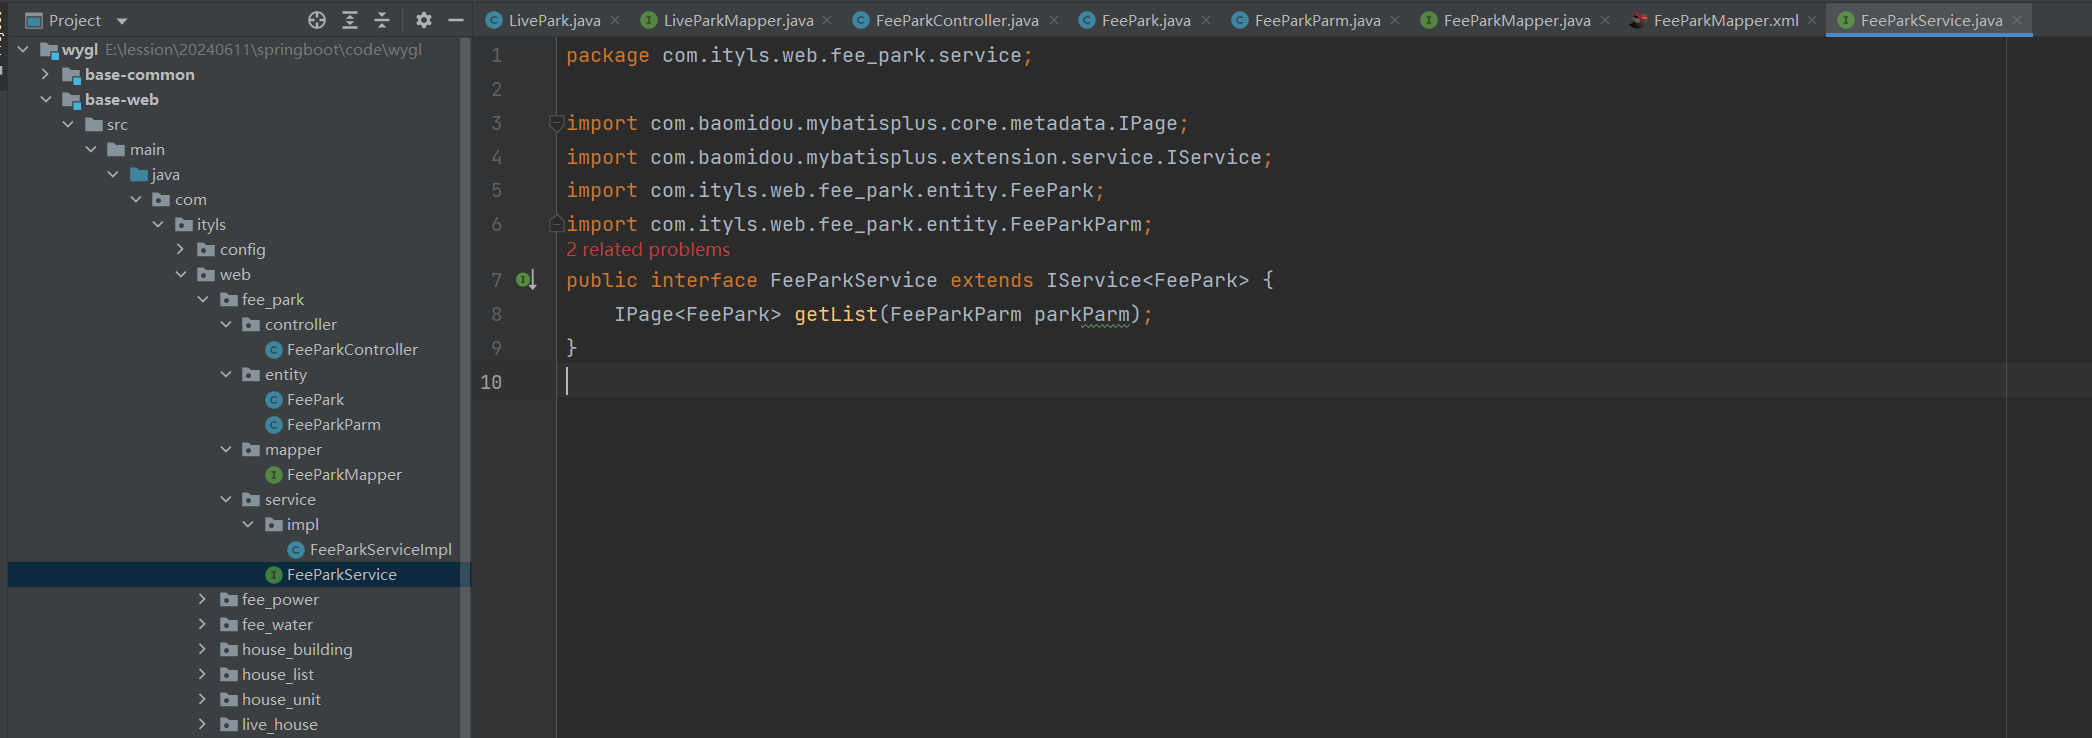 Project
wygl E:\lession\20240611\springboot\code\wygl
base-common
base-web
src
main
java
com
ityls
config
web
fee_park
controller
FeeParkController
entity
FeePark
FeeParkParm
mapper
FeeParkMapper
service
impl
FeeParkServiceImpl
FeeParkService
fee_power
fee_water
house_building
house_list
house_unit
live_house
LivePark.java LiveParkMapper.java FeeParkController.java FeePark.java FeeParkParm.java FeeParkMapper.java FeeParkMapper.xml FeeParkService.java
1 package com.ityls.web.fee_park.service;
2
3 import com.baomidou.mybatisplus.core.metadata.IPage;
4 import com.baomidou.mybatisplus.extension.service.IService;
5 import com.ityls.web.fee_park.entity.FeePark;
6 import com.ityls.web.fee_park.entity.FeeParkParm;
2 related problems
7 public interface FeeParkService extends IService<FeePark> {
8 IPage<FeePark> getList(FeeParkParm parkParm);
9 }
10